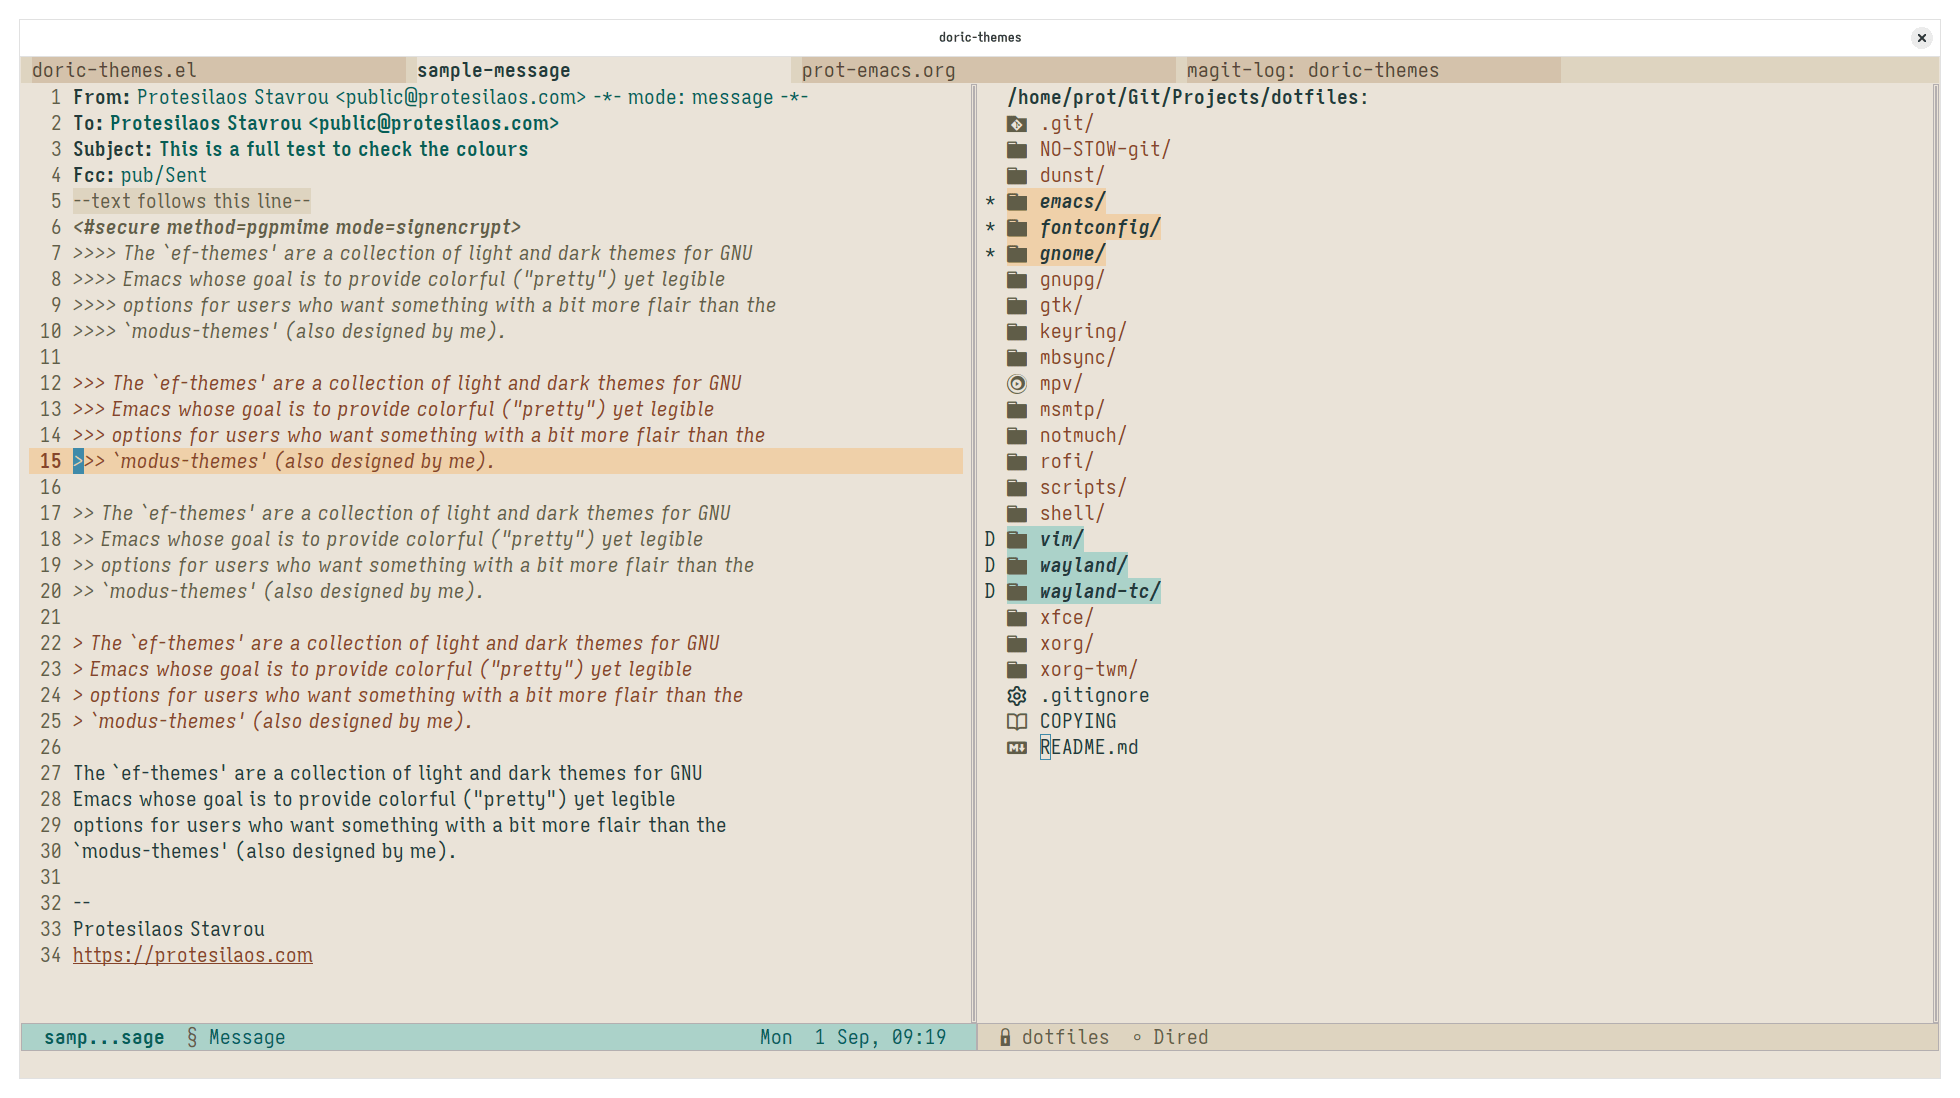 doric-themes
doric-themes.el
sample-message
prot-emacs.org
magit-log: doric-themes
1 From: Protesilaos Stavrou <public@protesilaos.com> -*- mode: message -*-
2 To: Protesilaos Stavrou <public@protesilaos.com>
3 Subject: This is a full test to check the colours
4 Fcc: pub/Sent
5 --text follows this line--
6 <#secure method=pgpmime mode=signencrypt>
7 >>>> The `ef-themes' are a collection of light and dark themes for GNU
8 >>>> Emacs whose goal is to provide colorful ("pretty") yet legible
9 >>>> options for users who want something with a bit more flair than the
10 >>>> `modus-themes' (also designed by me).
11
12 >>> The `ef-themes' are a collection of light and dark themes for GNU
13 >>> Emacs whose goal is to provide colorful ("pretty") yet legible
14 >>> options for users who want something with a bit more flair than the
15 >>> `modus-themes' (also designed by me).
16
17 >> The `ef-themes' are a collection of light and dark themes for GNU
18 >> Emacs whose goal is to provide colorful ("pretty") yet legible
19 >> options for users who want something with a bit more flair than the
20 >> `modus-themes' (also designed by me).
21
22 > The `ef-themes' are a collection of light and dark themes for GNU
23 > Emacs whose goal is to provide colorful ("pretty") yet legible
24 > options for users who want something with a bit more flair than the
25 > `modus-themes' (also designed by me).
26
27 The `ef-themes' are a collection of light and dark themes for GNU
28 Emacs whose goal is to provide colorful ("pretty") yet legible
29 options for users who want something with a bit more flair than the
30 `modus-themes' (also designed by me).
31
32 --
33 Protesilaos Stavrou
34 https://protesilaos.com
samp...sage § Message Mon  1 Sep, 09:19
/home/prot/Git/Projects/dotfiles:
.git/
NO-STOW-git/
dunst/
* emacs/
* fontconfig/
* gnome/
gnupg/
gtk/
keyring/
mbsync/
mpv/
msmtp/
notmuch/
rofi/
scripts/
shell/
D vim/
D wayland/
D wayland-tc/
xfce/
xorg/
xorg-twm/
.gitignore
COPYING
README.md
dotfiles ∘ Dired